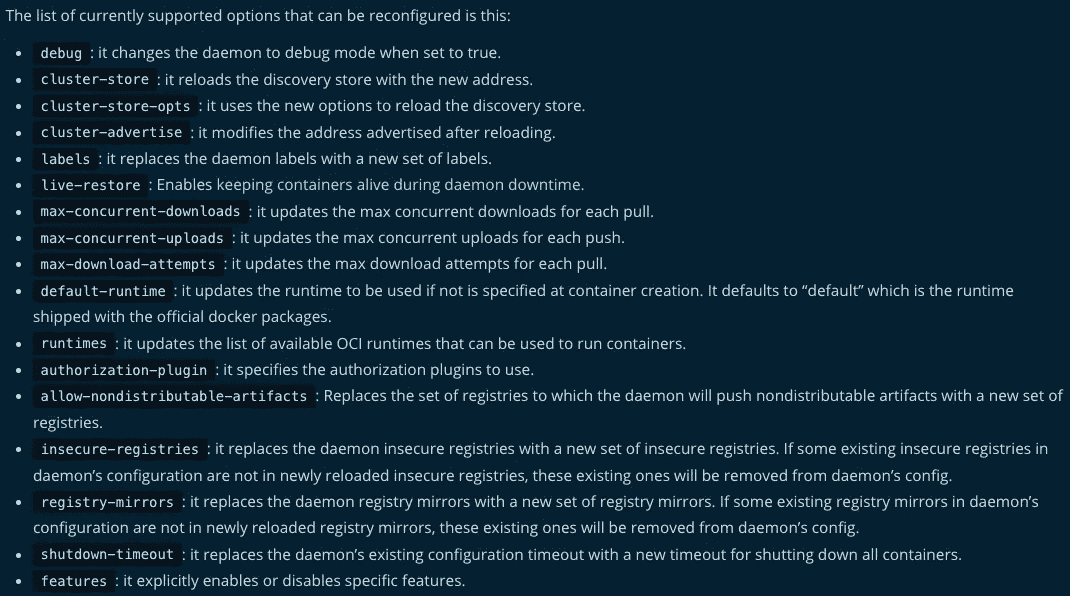 The list of currently supported options that can be reconfigured is this:
• debug : it changes the daemon to debug mode when set to true.
• cluster-store : it reloads the discovery store with the new address.
• cluster-store-opts : it uses the new options to reload the discovery store.
• cluster-advertise : it modifies the address advertised after reloading.
• labels : it replaces the daemon labels with a new set of labels.
• live-restore : Enables keeping containers alive during daemon downtime.
• max-concurrent-downloads : it updates the max concurrent downloads for each pull.
• max-concurrent-uploads : it updates the max concurrent uploads for each push.
• max-download-attempts : it updates the max download attempts for each pull.
• default-runtime : it updates the runtime to be used if not is specified at container creation. It defaults to “default” which is the runtime
shipped with the official docker packages.
• runtimes : it updates the list of available OCI runtimes that can be used to run containers.
• authorization-plugin : it specifies the authorization plugins to use.
• allow-nondistributable-artifacts : Replaces the set of registries to which the daemon will push nondistributable artifacts with a new set of
registries.
• insecure-registries : it replaces the daemon insecure registries with a new set of insecure registries. If some existing insecure registries in
daemon’s configuration are not in newly reloaded insecure registries, these existing ones will be removed from daemon’s config.
• registry-mirrors : it replaces the daemon registry mirrors with a new set of registry mirrors. If some existing registry mirrors in daemon’s
configuration are not in newly reloaded registry mirrors, these existing ones will be removed from daemon’s config.
• shutdown-timeout : it replaces the daemon’s existing configuration timeout with a new timeout for shutting down all containers.
• features : it explicitly enables or disables specific features.